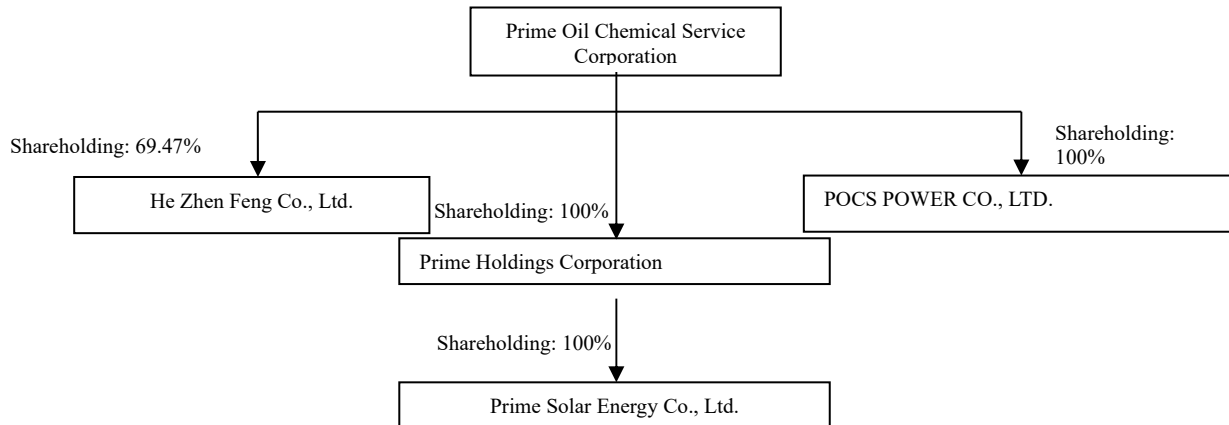 Prime Oil Chemical Service
Corporation
Shareholding: 69.47%
Shareholding:
100%
He Zhen Feng Co., Ltd.
POCS POWER CO., LTD.
Shareholding: 100%
Prime Holdings Corporation
Shareholding: 100%
Prime Solar Energy Co., Ltd.